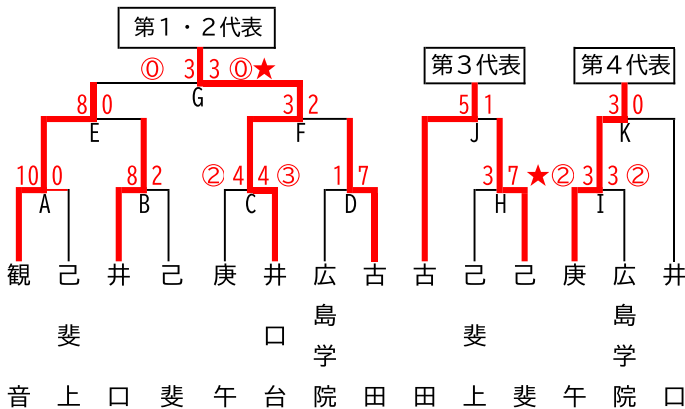 第１・２代表
第３代表
第４代表
⓪ 3 3 ⓪★
G
8 0
E
3 2
F
5 1
J
3 0
K
10 0
A
8 2
B
② 4 4 ③
C
1 7
D
3 7 ★
H
② 3 3 ②
I
観音
己斐上
井口
己斐
庚午
井口台
広島学院
古田
古田
己斐上
己斐
庚午
広島学院
井口